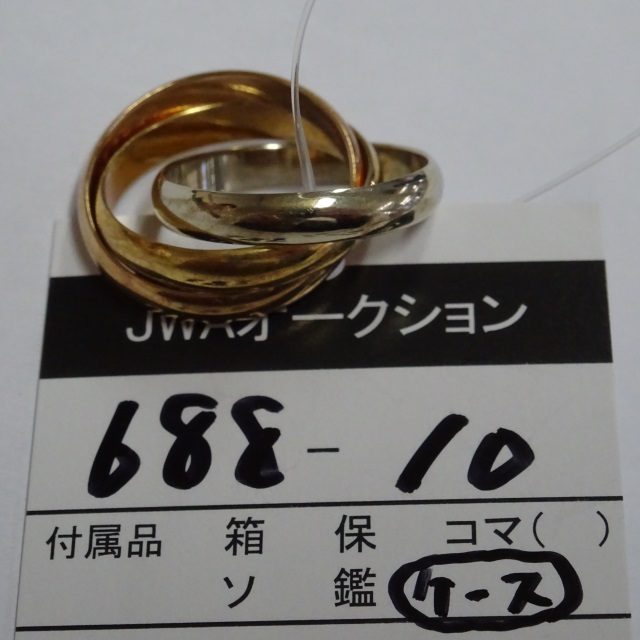 JWAオークション
688-10
付属品 箱 保 コマ( )
ソ 鑑 ケース